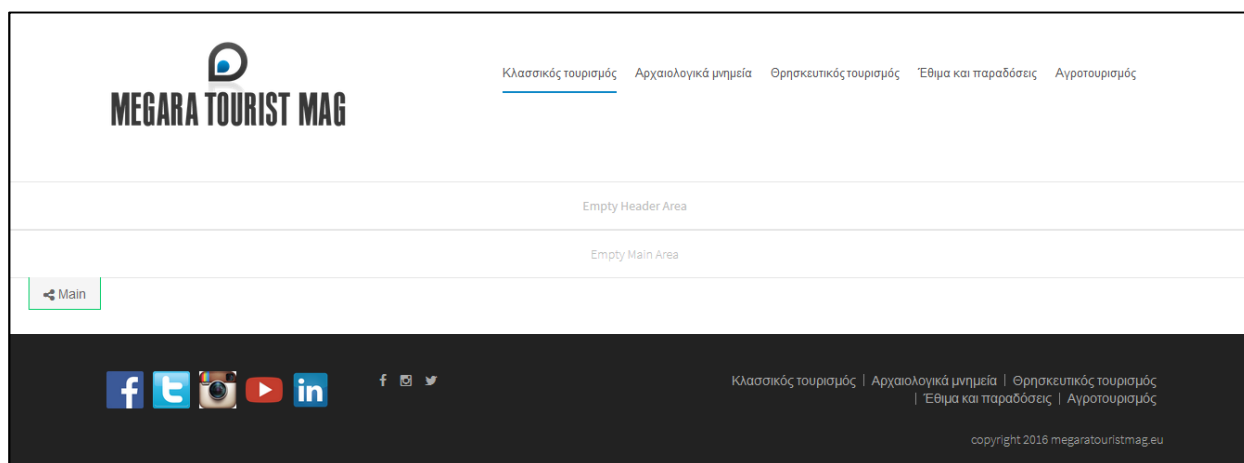 MEGARA TOURIST MAG
Κλασσικός τουρισμός Αρχαιολογικά μνημεία Θρησκευτικός τουρισμός Έθιμα και παραδόσεις Αγροτουρισμός
Empty Header Area
Empty Main Area
Main
Κλασσικός τουρισμός | Αρχαιολογικά μνημεία | Θρησκευτικός τουρισμός
| Έθιμα και παραδόσεις | Αγροτουρισμός
copyright 2016 megaratouristmag.eu